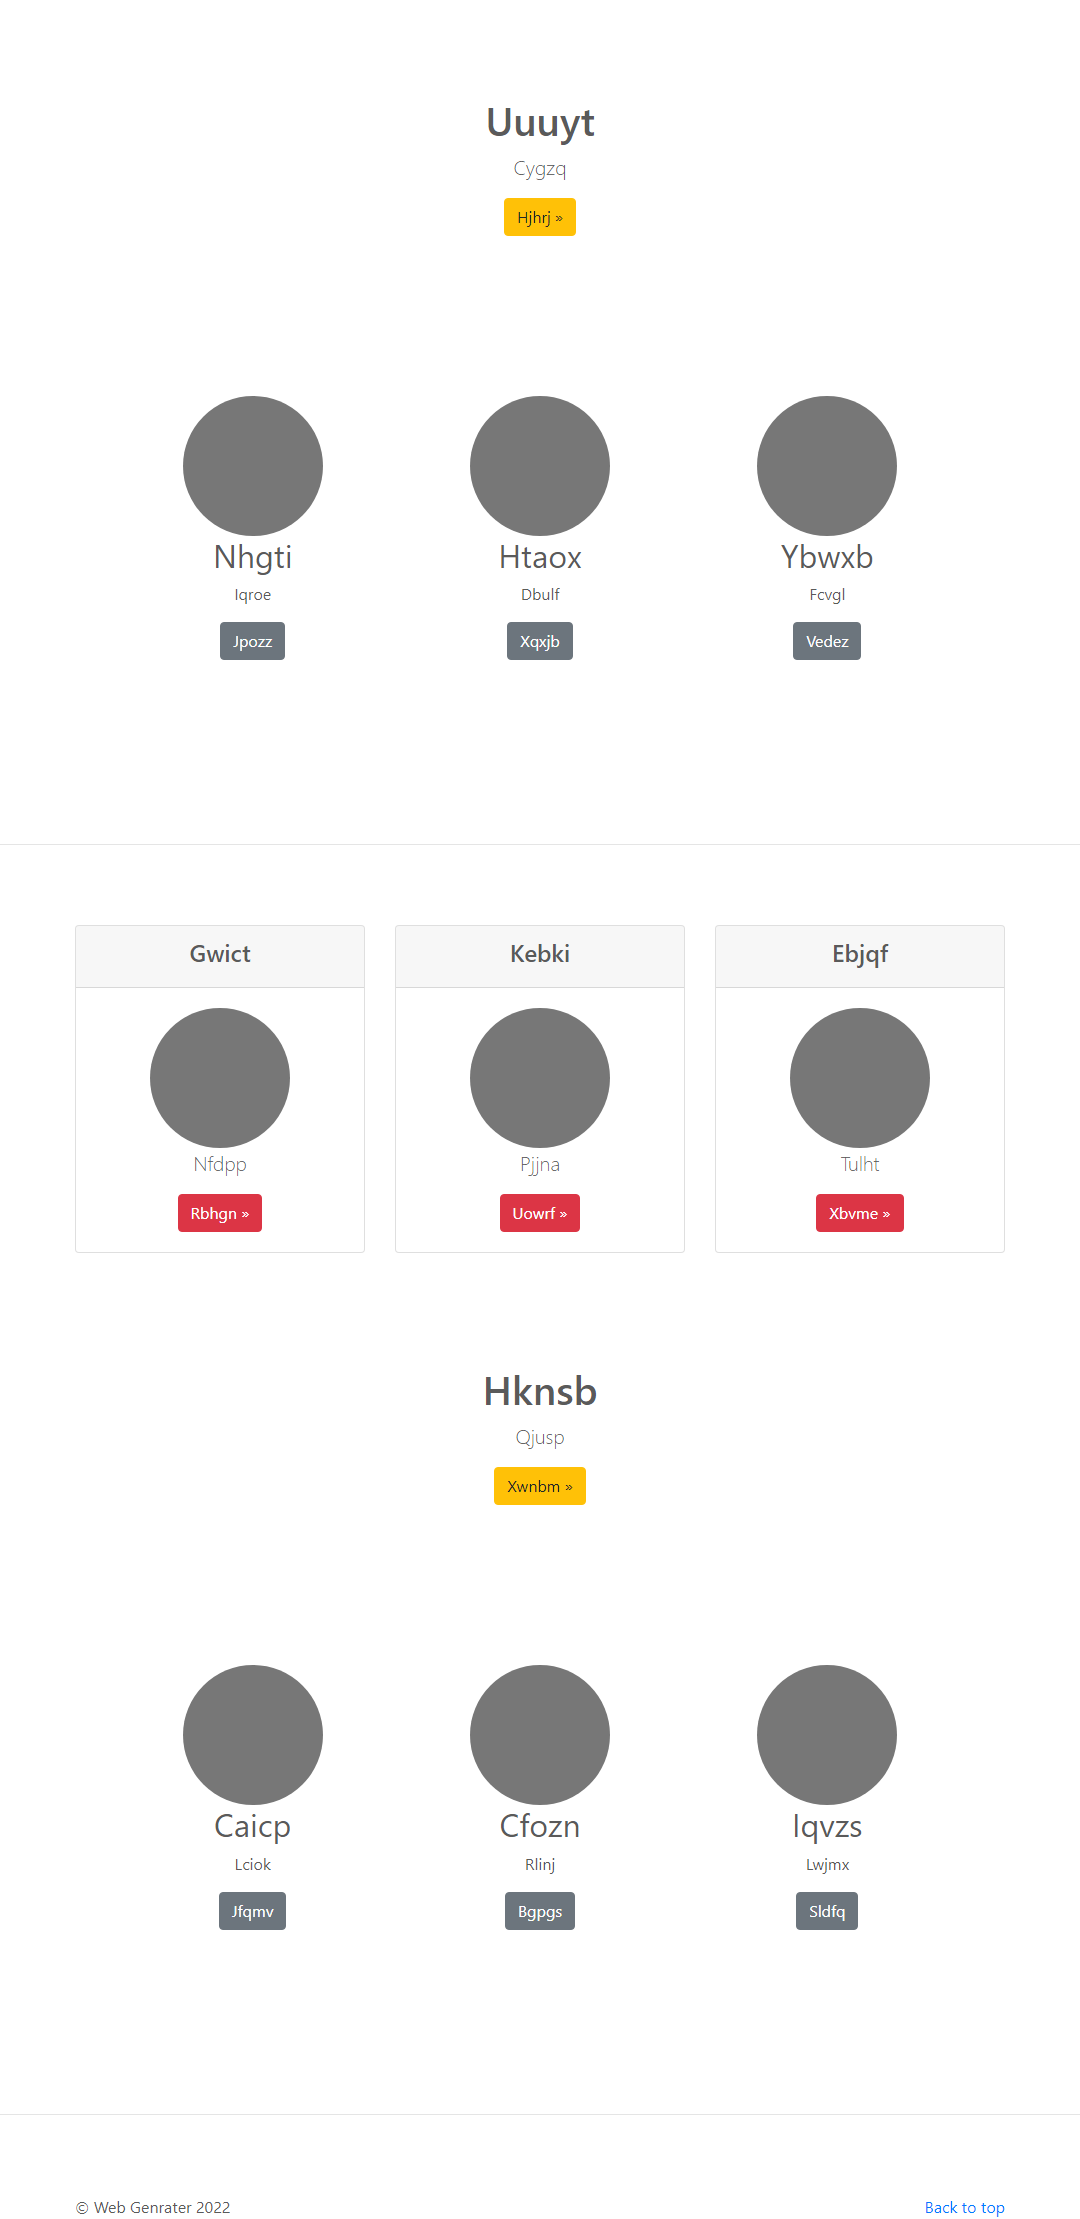 Uuuyt
Cygzq
Hjhrj »
Nhgti
Htaox
Ybwxb
Iqroe
Dbulf
Fcvgl
Jpozz
Xqxjb
Vedez
Gwict
Kebki
Ebjqf
Nfdpp
Pjjna
Tulht
Rbhgn »
Uowrf »
Xbvme »
Hknsb
Qjusp
Xwnbm »
Caicp
Cfozn
Iqvzs
Lciok
Rlinj
Lwjmx
Jfqmv
Bgpgs
Sldfq
© Web Genrater 2022
Back to top